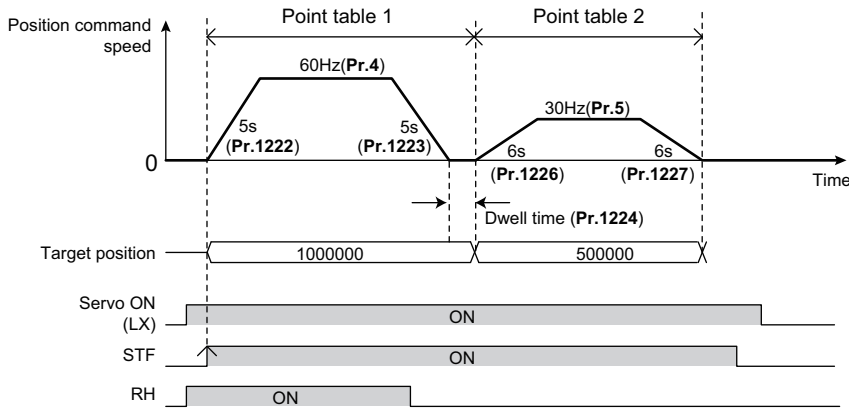 Point table 1
Point table 2
Position command
speed
60Hz(Pr.4)
30Hz(Pr.5)
5s
(Pr.1222)
5s
(Pr.1223)
6s
(Pr.1226)
6s
(Pr.1227)
0
Time
Dwell time (Pr.1224)
Target position
1000000
500000
Servo ON
(LX)
ON
STF
ON
RH
ON